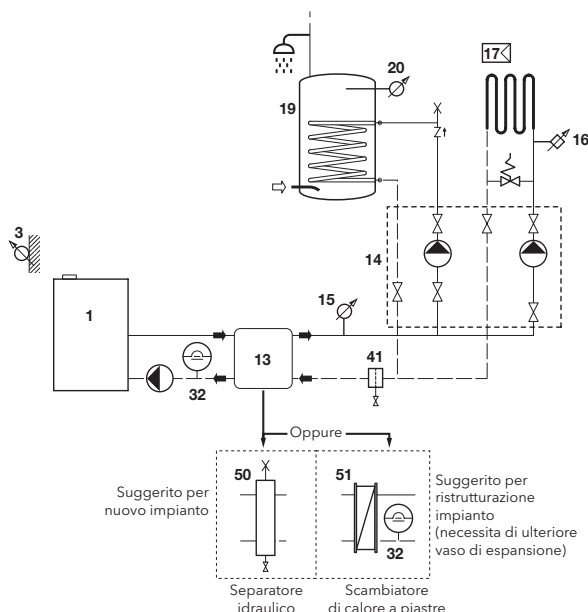 17
20
19
16
3
14
15
1
13
41
32
Oppure
50
51
Suggerito per
nuovo impianto
Suggerito per
ristrutturazione
impianto
(necessita di ulteriore
vaso di espansione)
32
Separatore
idraulico
Scambiatore
di calore a piastre